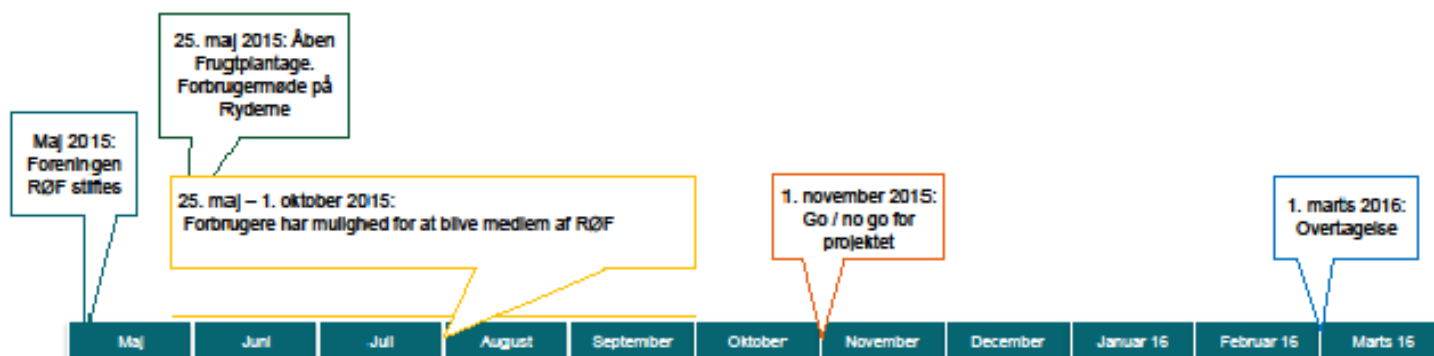 25. maj 2015: Åben
Frugtplantage.
Forbrugermøde på
Ryderne
Maj 2015:
Foreningen
RØF stiftes
25. maj – 1. oktober 2015:
Forbrugere har mulighed for at blive medlem af RØF
1. november 2015:
Go / no go for
projektet
1. marts 2016:
Overtagelse
Maj
Juni
Juli
August
September
Oktober
November
December
Januar 16
Februar 16
Marts 16